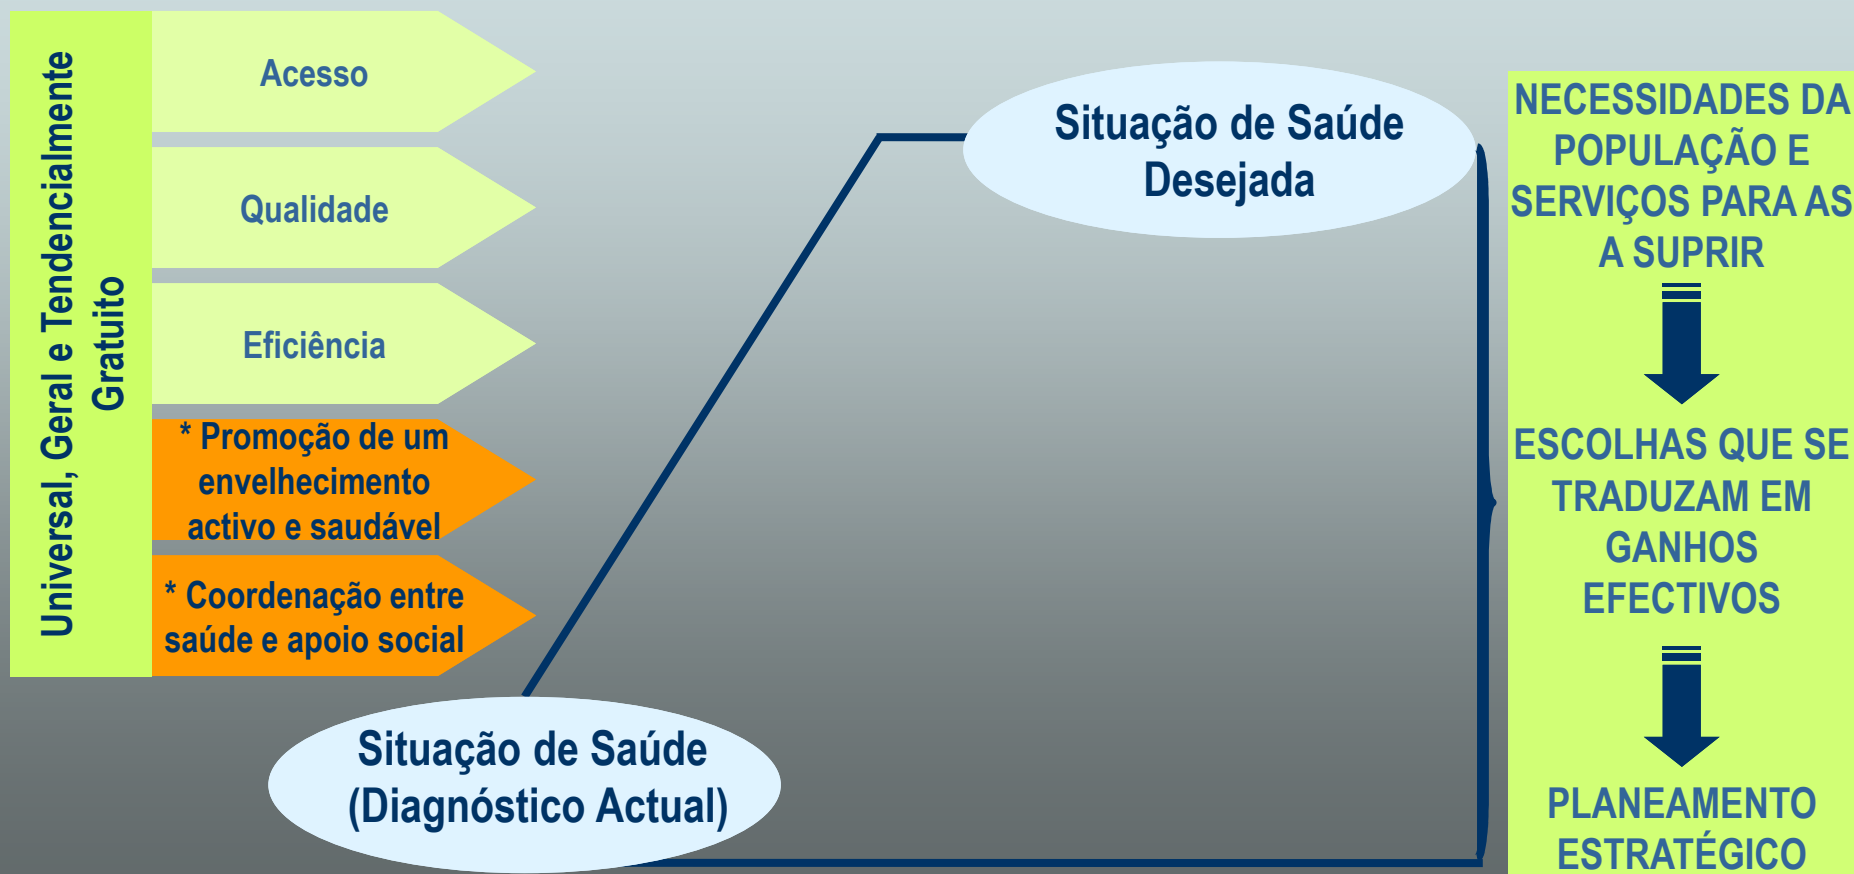 Universal, Geral e Tendencialmente
Gratuito
Acesso
Qualidade
Eficiência
* Promoção de um
envelhecimento
activo e saudável
* Coordenação entre
saúde e apoio social
Situação de Saúde
Desejada
Situação de Saúde
(Diagnóstico Actual)
NECESSIDADES DA
POPULAÇÃO E
SERVIÇOS PARA AS
A SUPRIR
ESCOLHAS QUE SE
TRADUZAM EM
GANHOS
EFECTIVOS
PLANEAMENTO
ESTRATÉGICO